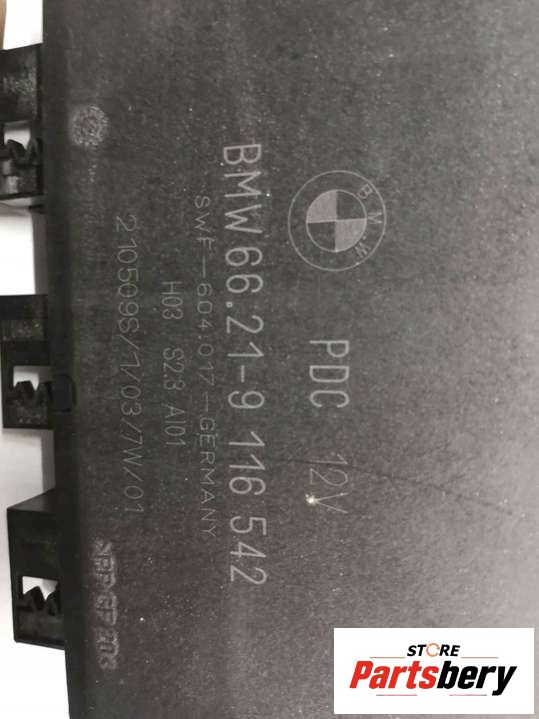 BMW
PDC 12V
BMW 66.21-9 116 542
SWF-604.017-GERMANY
H03 S2.3 AI01
210509S/1/03/7W/01
STORE
Partsbery